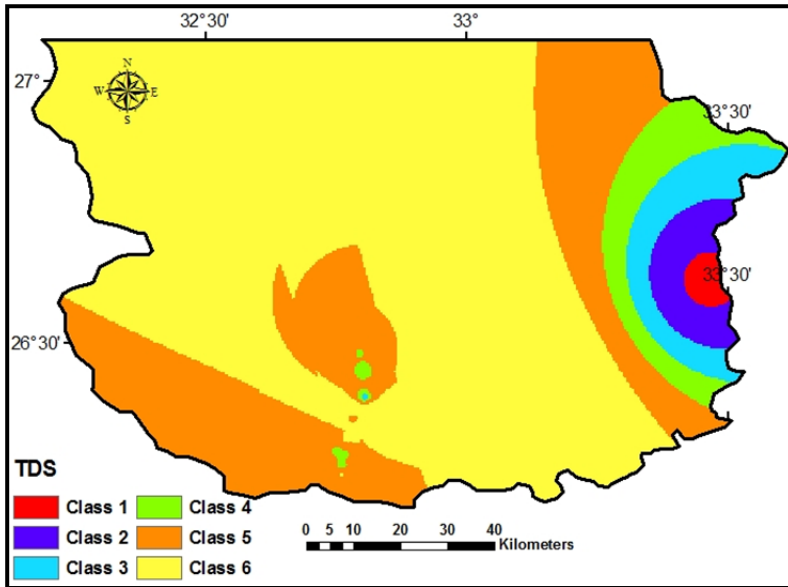 32°30' 33°
27°
N
W E
S
33°30'
33°30'
26°30'
TDS
Class 1 Class 4
Class 2 Class 5
Class 3 Class 6
0 5 10 20 30 40
Kilometers